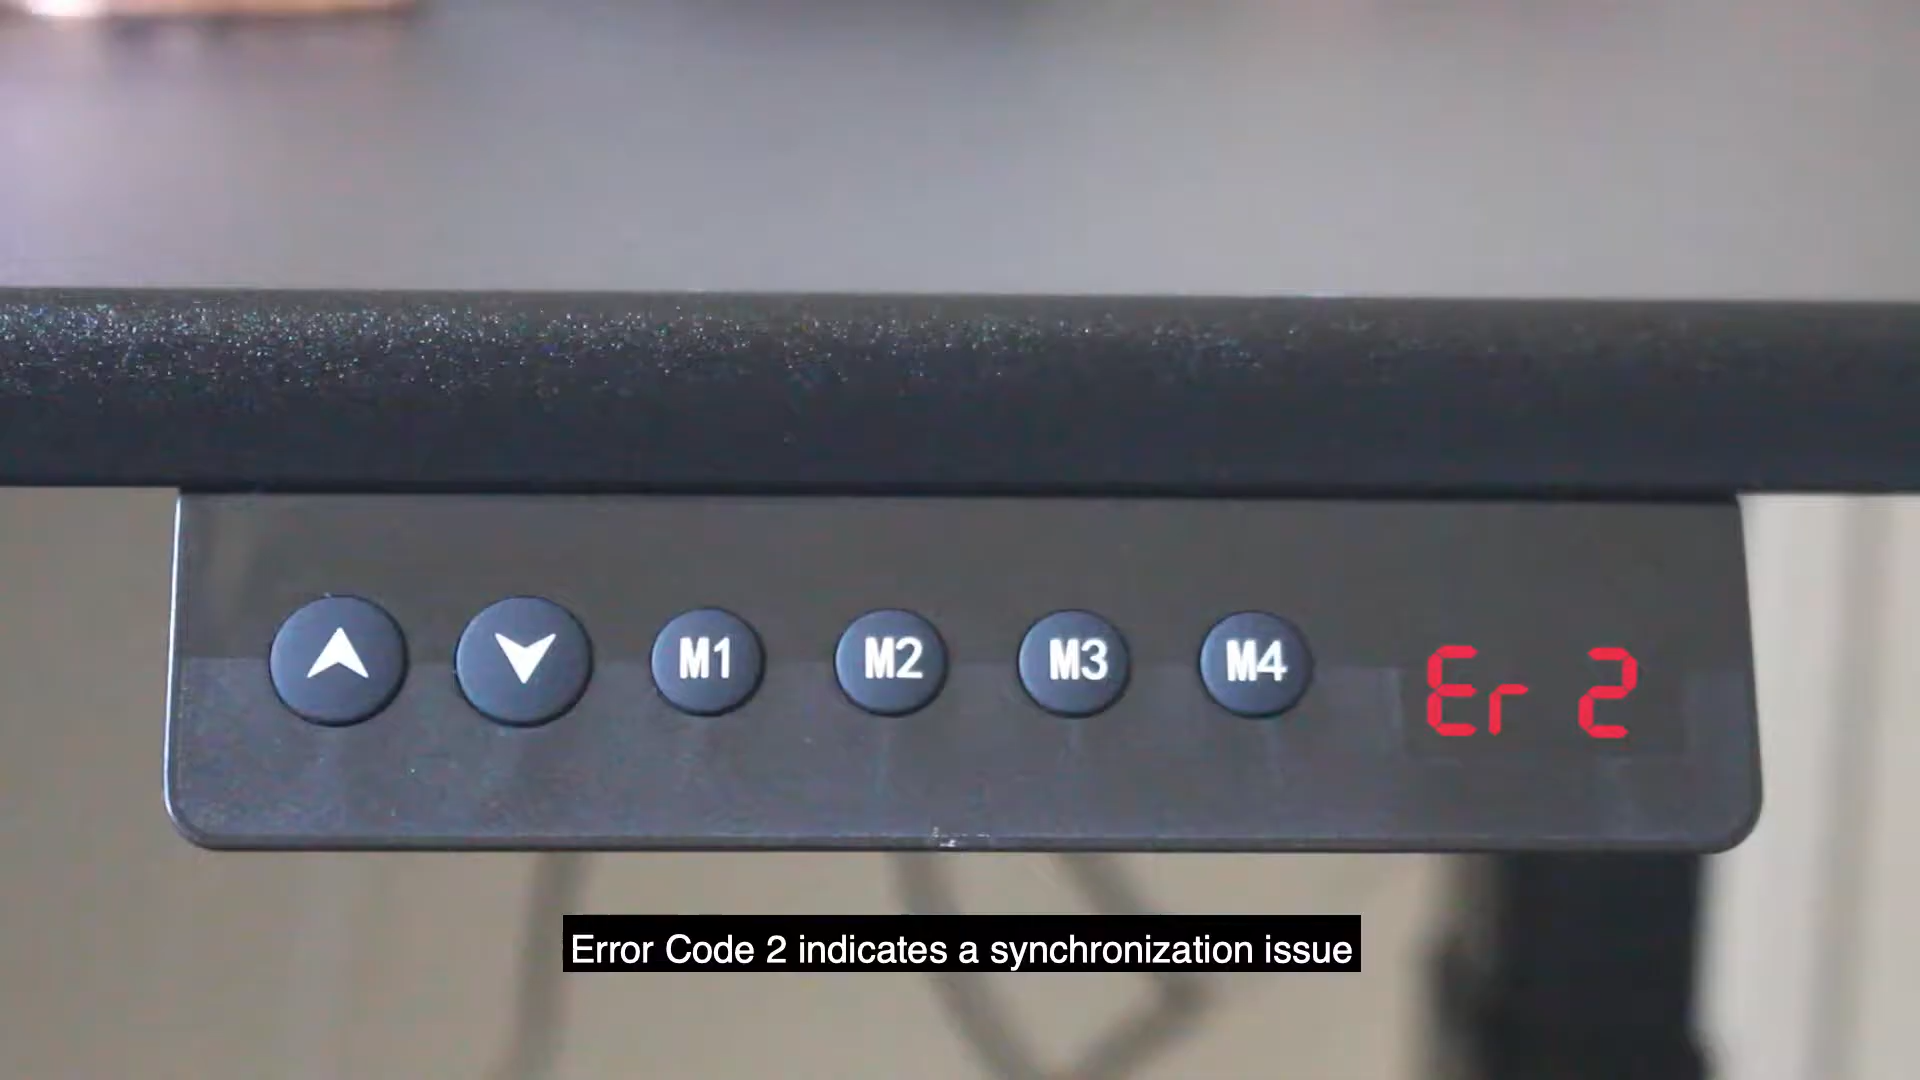 M1 M2 M3 M4 Er 2
Error Code 2 indicates a synchronization issue